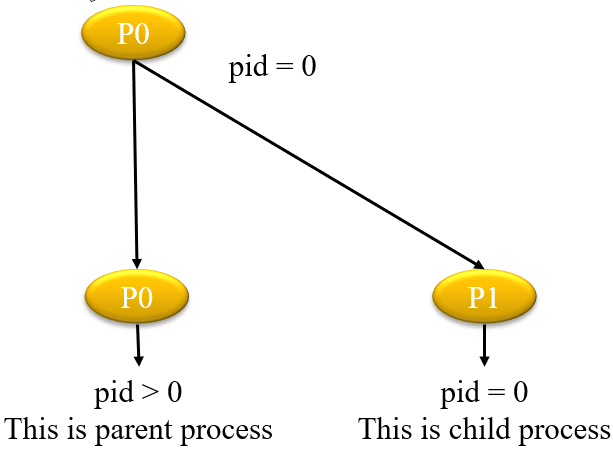 P0
pid = 0
P0
P1
pid > 0
This is parent process
pid = 0
This is child process